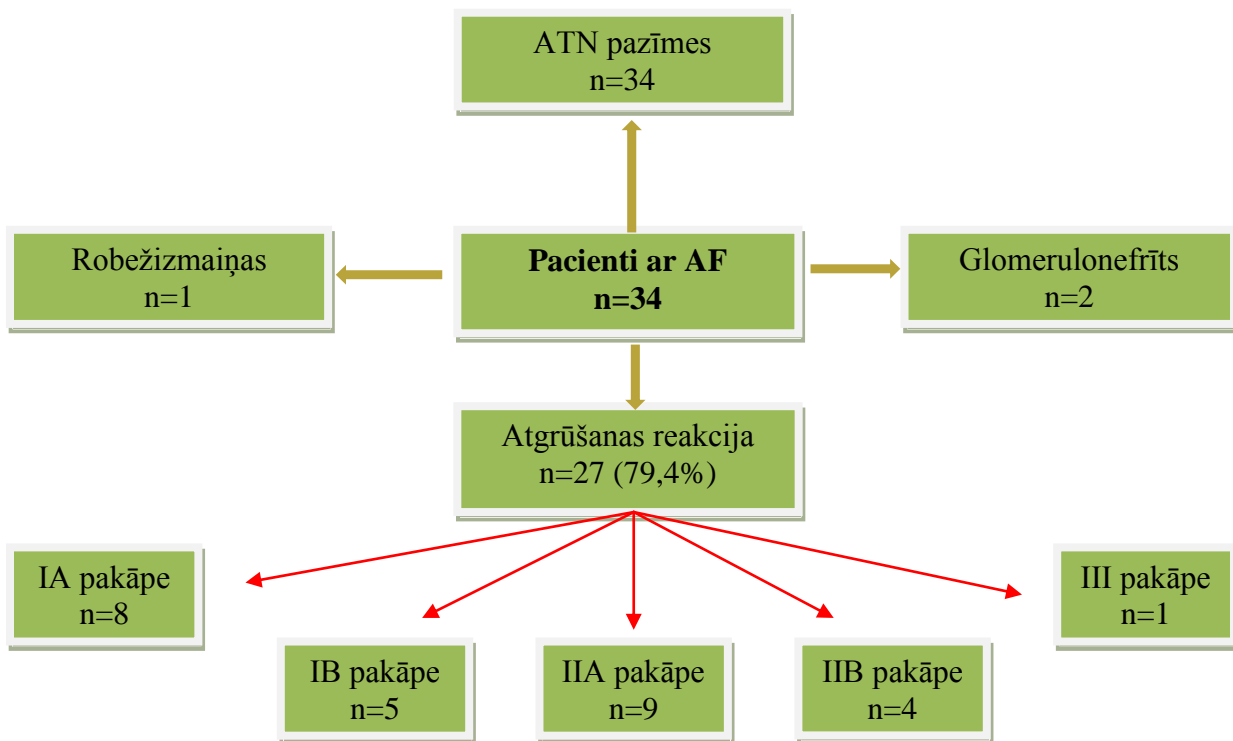 ATN pazīmes
n=34
Robežizmaiņas
n=1
Pacienti ar AF
n=34
Glomerulonefrīts
n=2
Atgrūšanas reakcija
n=27 (79,4%)
IA pakāpe
n=8
IB pakāpe
n=5
IIA pakāpe
n=9
IIB pakāpe
n=4
III pakāpe
n=1